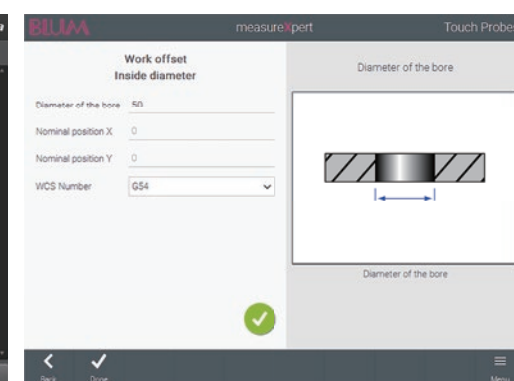 BLUM measureXpert Touch Probe
Work offset
Inside diameter
Diameter of the bore 50
Nominal position X 0
Nominal position Y 0
WCS Number G54
Diameter of the bore
Diameter of the bore
Back Done Menu